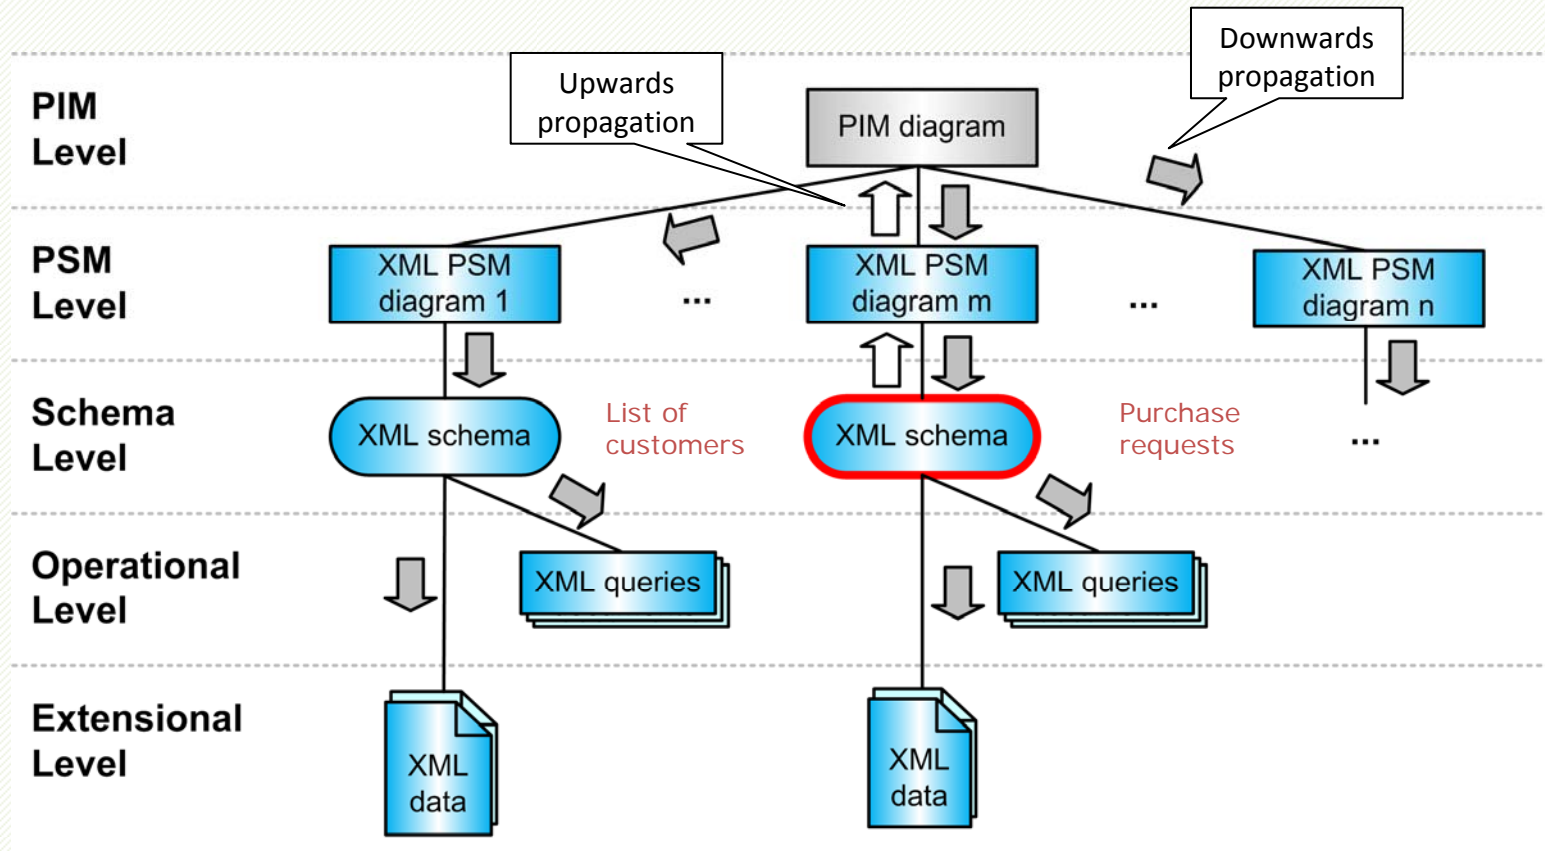 Downwards
propagation
Upwards
propagation
PIM
Level
PIM diagram
PSM
Level
XML PSM
diagram 1
...
XML PSM
diagram m
...
XML PSM
diagram n
Schema
Level
XML schema
List of
customers
XML schema
Purchase
requests
...
Operational
Level
XML queries
XML queries
Extensional
Level
XML
data
XML
data